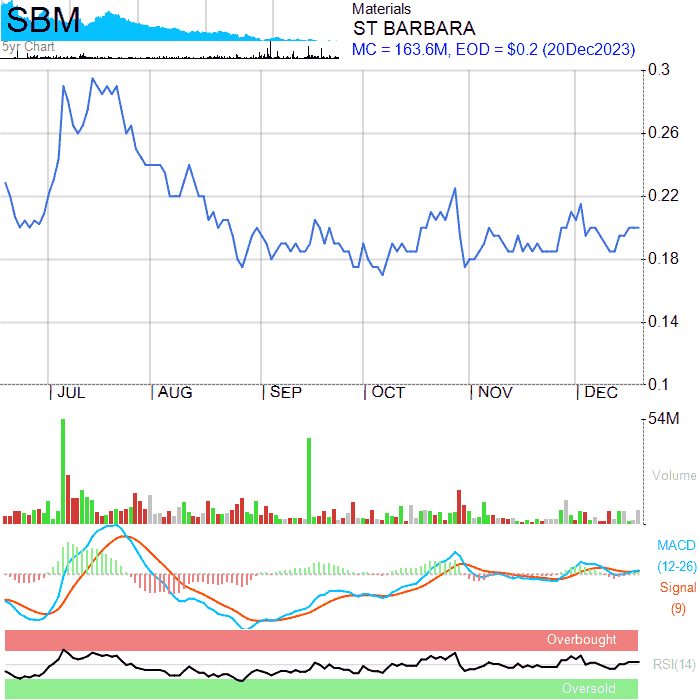 SBM
5yr Chart
Materials
ST BARBARA
MC = 163.6M, EOD = $0.2 (20Dec2023)
0.3
0.26
0.22
0.18
0.14
0.1
JUL AUG SEP OCT NOV DEC
54M
Volume
MACD
(12-26)
Signal
(9)
Overbought
RSI(14)
Oversold